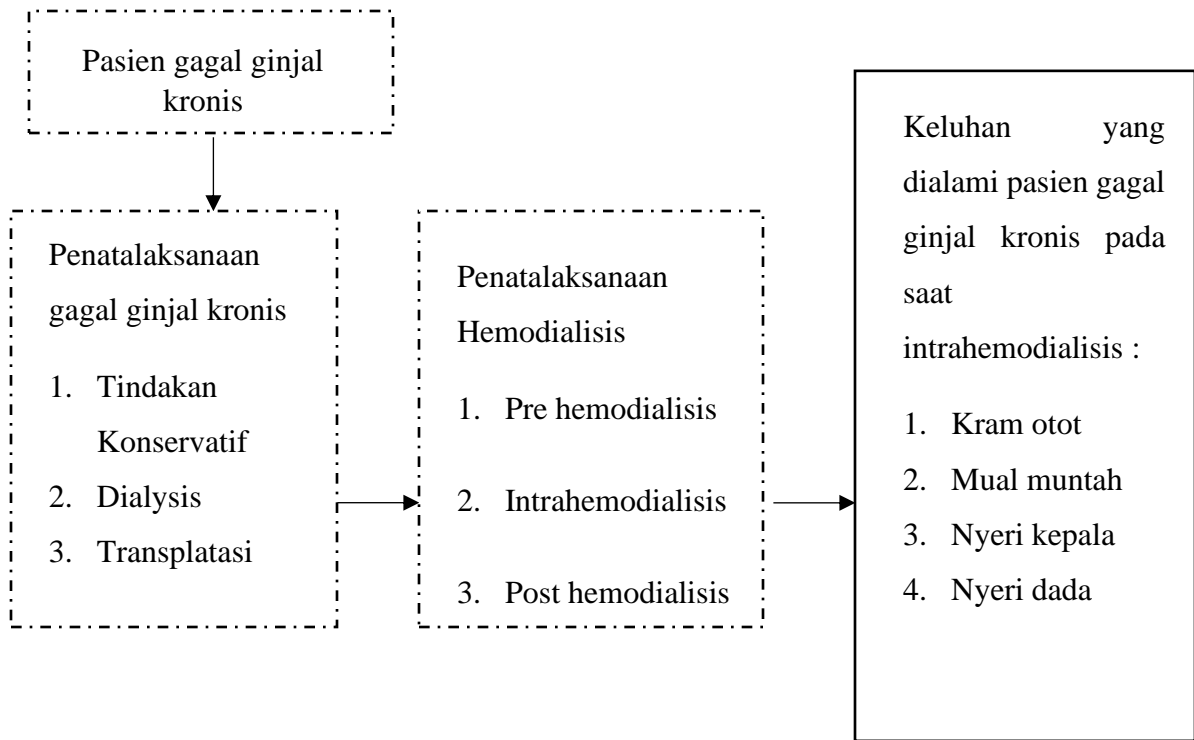 Pasien gagal ginjal
kronis
Penatalaksanaan
gagal ginjal kronis
1. Tindakan
Konservatif
2. Dialysis
3. Transplatasi
Penatalaksanaan
Hemodialisis
1. Pre hemodialisis
2. Intrahemodialisis
3. Post hemodialisis
Keluhan yang
dialami pasien gagal
ginjal kronis pada
saat
intrahemodialisis :
1. Kram otot
2. Mual muntah
3. Nyeri kepala
4. Nyeri dada